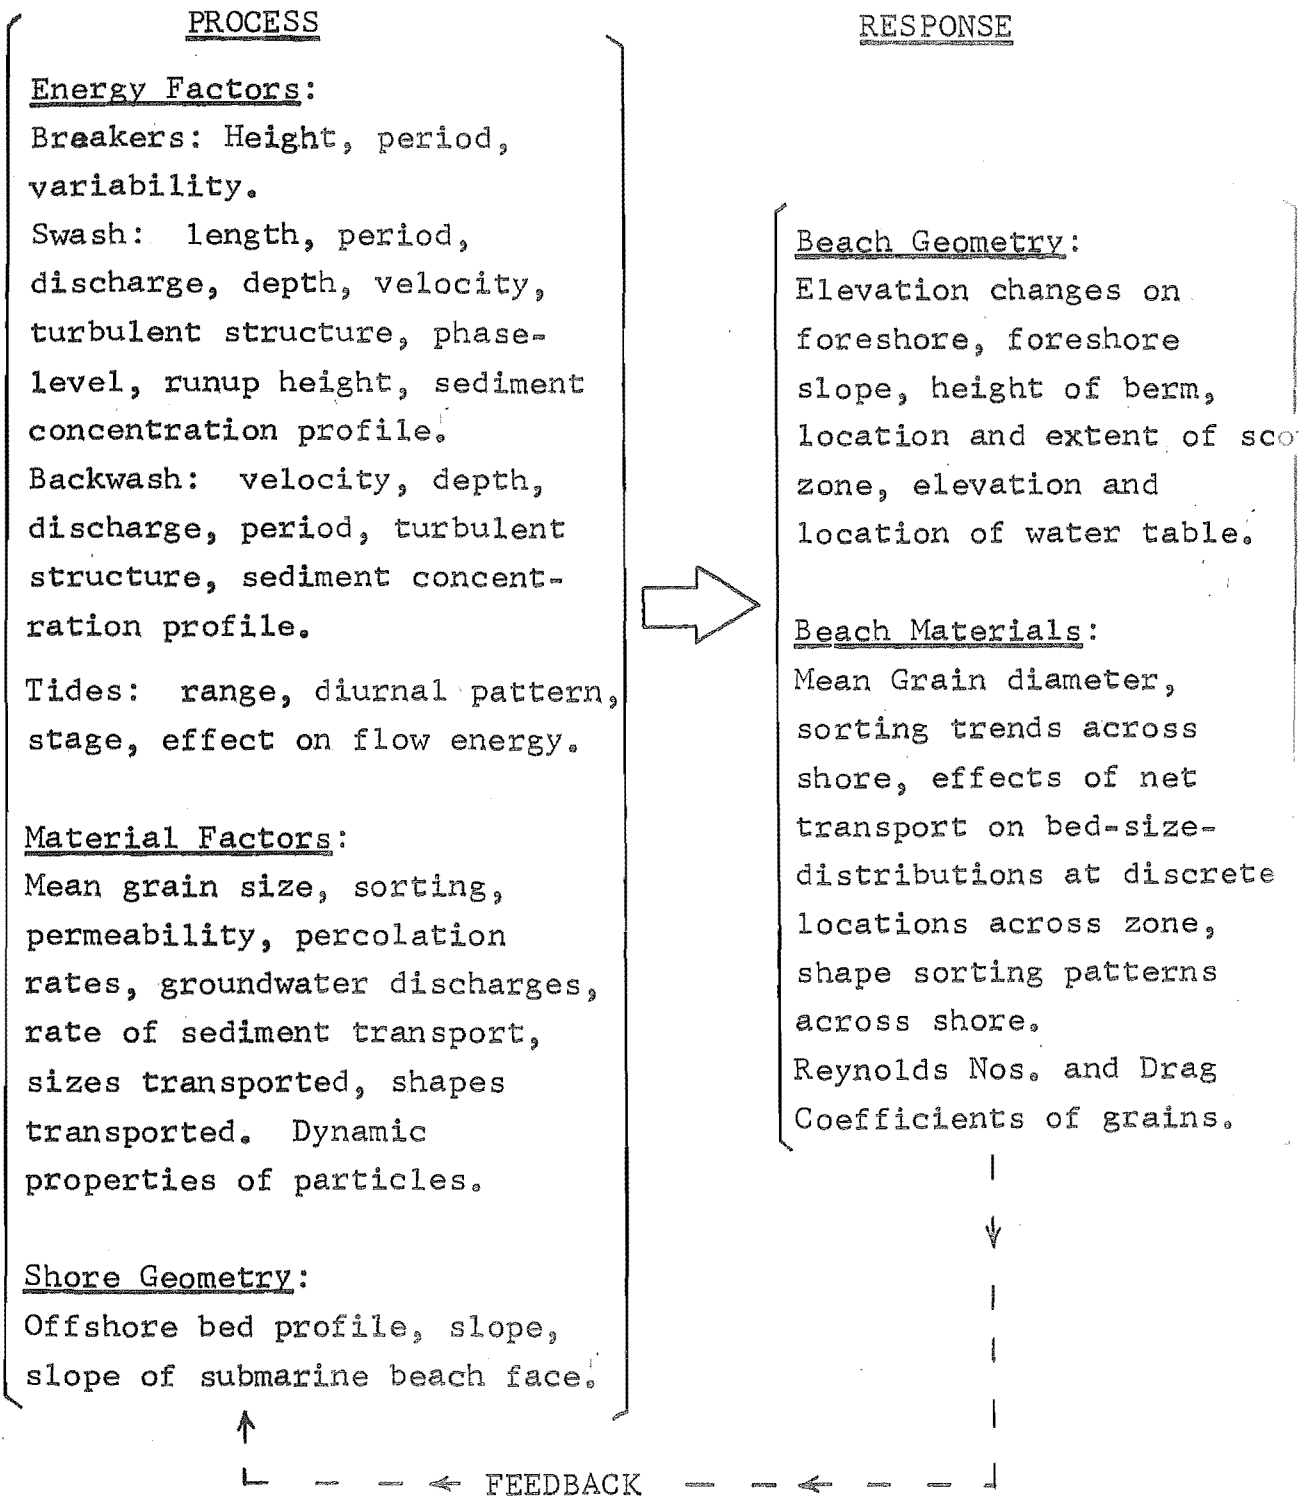 PROCESS
Energy Factors:
Breakers: Height, period,
variability.
Swash: length, period,
discharge, depth, velocity,
turbulent structure, phase-
level, runup height, sediment
concentration profile.
Backwash: velocity, depth,
discharge, period, turbulent
structure, sediment concent-
ration profile.
Tides: range, diurnal pattern,
stage, effect on flow energy.
Material Factors:
Mean grain size, sorting,
permeability, percolation
rates, groundwater discharges,
rate of sediment transport,
sizes transported, shapes
transported. Dynamic
properties of particles.
Shore Geometry:
Offshore bed profile, slope,
slope of submarine beach face.
RESPONSE
Beach Geometry:
Elevation changes on
foreshore, foreshore
slope, height of berm,
location and extent of
zone, elevation and
location of water table.
Beach Materials:
Mean Grain diameter,
sorting trends across
shore, effects of net
transport on bed-size-
distributions at discrete
locations across zone,
shape sorting patterns
across shore.
Reynolds Nos. and Drag
Coefficients of grains.
FEEDBACK